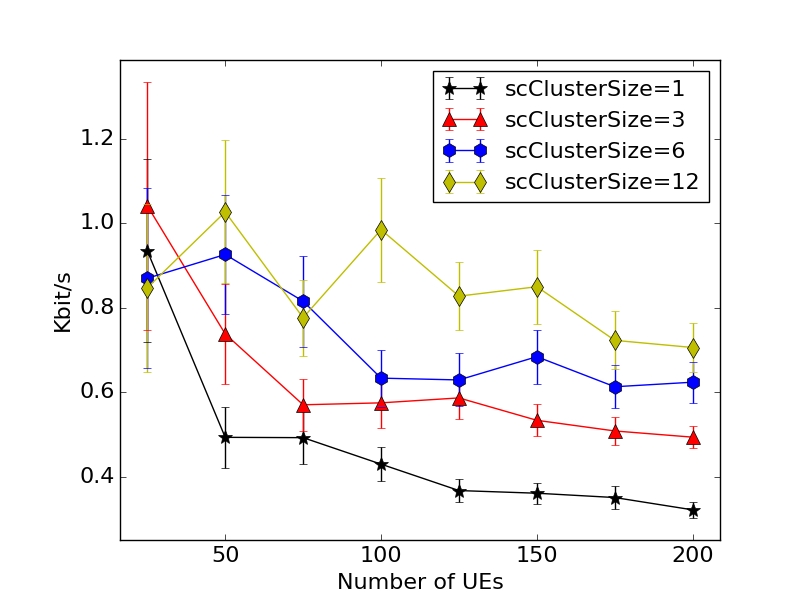 scClusterSize=1
scClusterSize=3
scClusterSize=6
scClusterSize=12
1.2
1.0
0.8
0.6
0.4
Kbit/s
50 100 150 200
Number of UEs